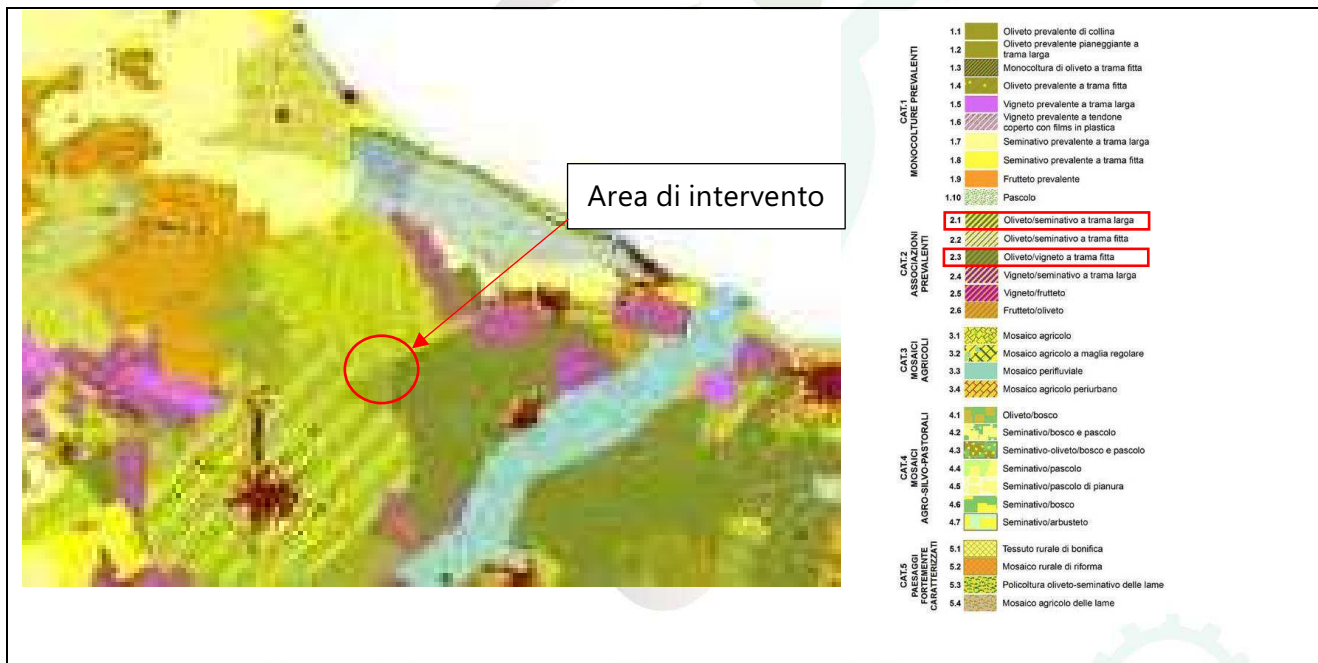 Area di intervento
CAT.1
MONOCOLTURE PREVALENTI
1.1 Oliveto prevalente di collina
1.2 Oliveto prevalente pianeggiante a
trama larga
1.3 Monocoltura di oliveto a trama fitta
1.4 Oliveto prevalente a trama fitta
1.5 Vigneto prevalente a trama larga
1.6 Vigneto prevalente a tendone
coperto con films in plastica
1.7 Seminativo prevalente a trama larga
1.8 Seminativo prevalente a trama fitta
1.9 Frutteto prevalente
1.10 Pascolo
CAT.2
ASSOCIAZIONI
PREVALENTI
2.1 Oliveto/seminativo a trama larga
2.2 Oliveto/seminativo a trama fitta
2.3 Oliveto/vigneto a trama fitta
2.4 Vigneto/seminativo a trama larga
2.5 Vigneto/frutteto
2.6 Frutteto/oliveto
CAT.3
MOSAICI
AGRICOLI
3.1 Mosaico agricolo
3.2 Mosaico agricolo a maglia regolare
3.3 Mosaico perifluviale
3.4 Mosaico agricolo periurbano
CAT.4
MOSAICI
AGRO-SILVO-PASTORALI
4.1 Oliveto/bosco
4.2 Seminativo/bosco e pascolo
4.3 Seminativo-oliveto/bosco e pascolo
4.4 Seminativo/pascolo
4.5 Seminativo/pascolo di pianura
4.6 Seminativo/bosco
4.7 Seminativo/arbusteto
CAT.5
PAESAGGI
FORTEMENTE
CARATTERIZZATI
5.1 Tessuto rurale di bonifica
5.2 Mosaico rurale di riforma
5.3 Policoltura oliveto-seminativo delle lame
5.4 Mosaico agricolo delle lame